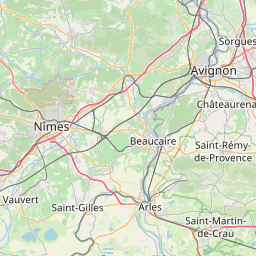 Sorgues
Avignon
Châteaurena
Nîmes
Beaucaire
Saint-Rémy-
de-Provence
Vauvert
Saint-Gilles
Arles
Saint-Martin-
de-Crau